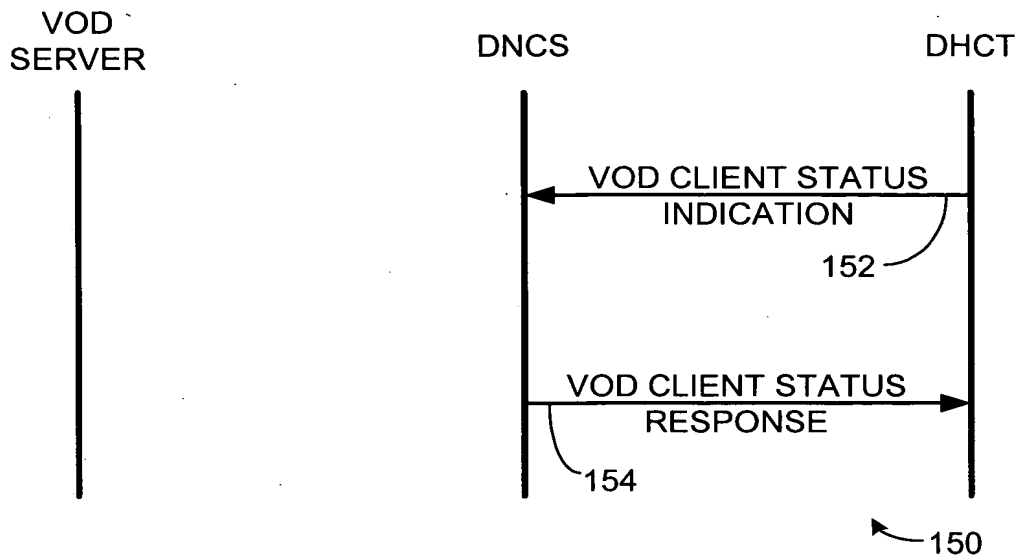 VOD
SERVER
DNCS
DHCT
VOD CLIENT STATUS
INDICATION
152
VOD CLIENT STATUS
RESPONSE
154
150